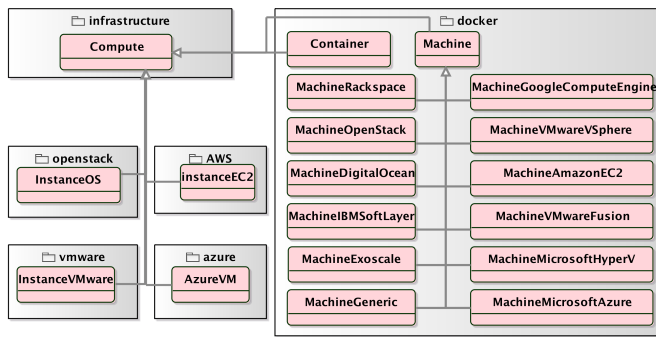 infrastructure
Compute
docker
Container
Machine
MachineRackspace
MachineGoogleComputeEngine
MachineOpenStack
MachineVMwareVSphere
MachineDigitalOcean
MachineAmazonEC2
MachineIBMSoftLayer
MachineVMwareFusion
MachineExoscale
MachineMicrosoftHyperV
MachineGeneric
MachineMicrosoftAzure
openstack
InstanceOS
AWS
instanceEC2
vmware
InstanceVMware
azure
AzureVM